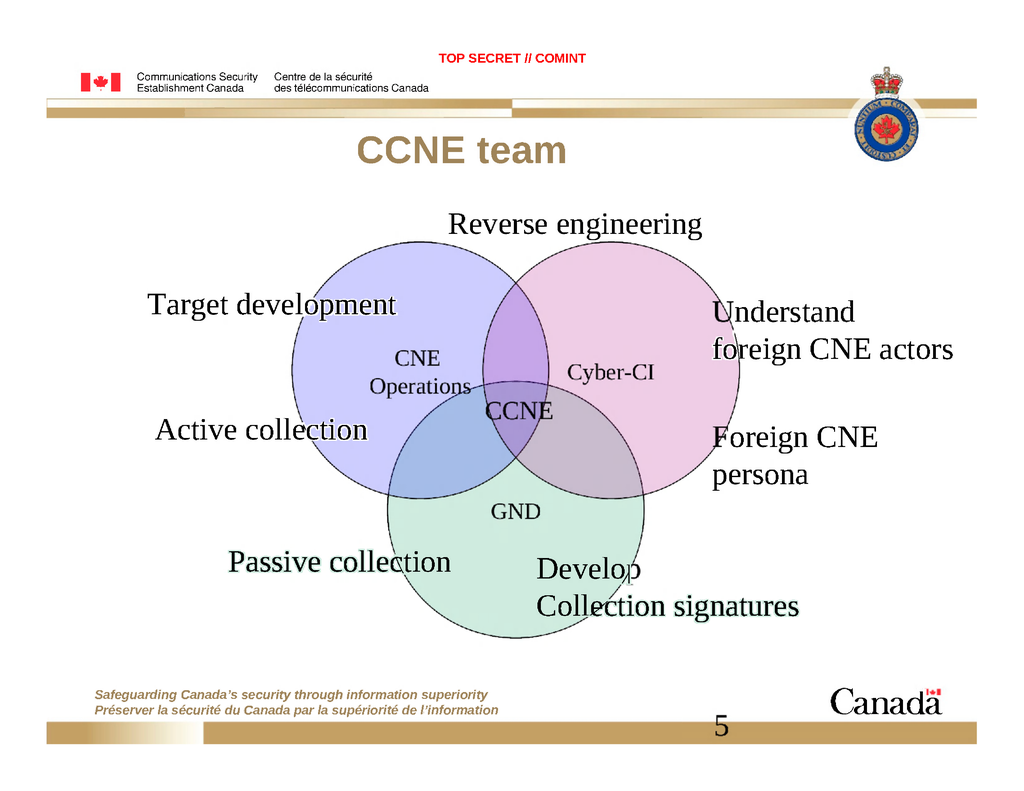 TOP SECRET // COMINT
Communications Security
Establishment Canada
Centre de la sécurité
des télécommunications Canada
CCNE team
Reverse engineering
Target development
Understand
foreign CNE actors
CNE
Operations
Cyber-CI
CCNE
Active collection
Foreign CNE
persona
GND
Passive collection
Develop
Collection signatures
Safeguarding Canada's security through information superiority
Préserver la sécurité du Canada par la supériorité de l'information
Canada
5